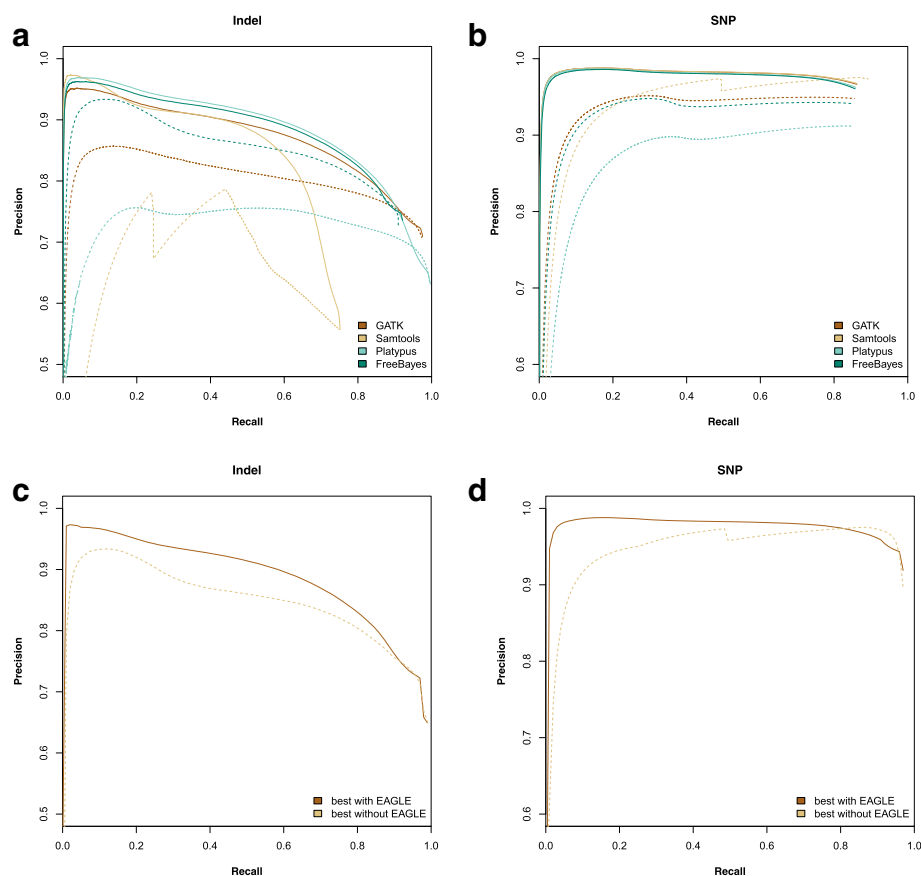 a
Indel
Precision
1.0
0.9
0.8
0.7
0.6
0.5
GATK
Samtools
Platypus
FreeBayes
0.0 0.2 0.4 0.6 0.8 1.0
Recall
b
SNP
Precision
1.0
0.9
0.8
0.7
0.6
GATK
Samtools
Platypus
FreeBayes
0.0 0.2 0.4 0.6 0.8 1.0
Recall
c
Indel
Precision
1.0
0.9
0.8
0.7
0.6
0.5
best with EAGLE
best without EAGLE
0.0 0.2 0.4 0.6 0.8 1.0
Recall
d
SNP
Precision
1.0
0.9
0.8
0.7
0.6
best with EAGLE
best without EAGLE
0.0 0.2 0.4 0.6 0.8 1.0
Recall